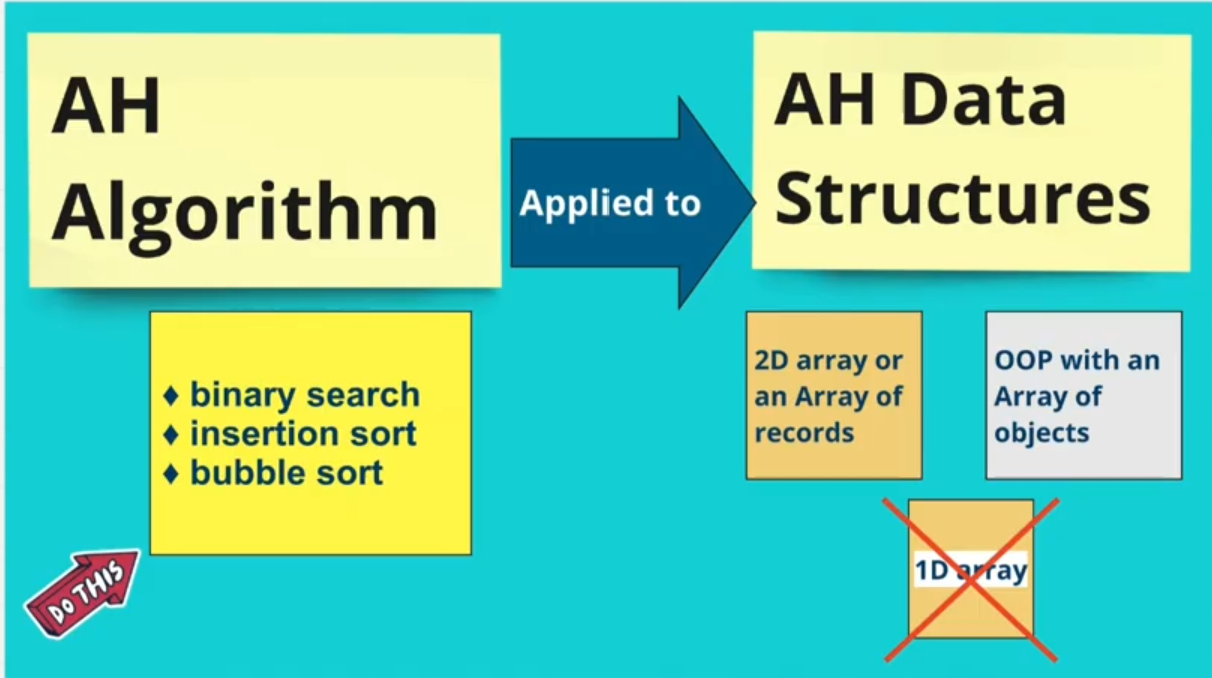 AH
Algorithm
Applied to
AH Data
Structures
♦ binary search
♦ insertion sort
♦ bubble sort
2D array or
an Array of
records
OOP with an
Array of
objects
1D array
DO THIS